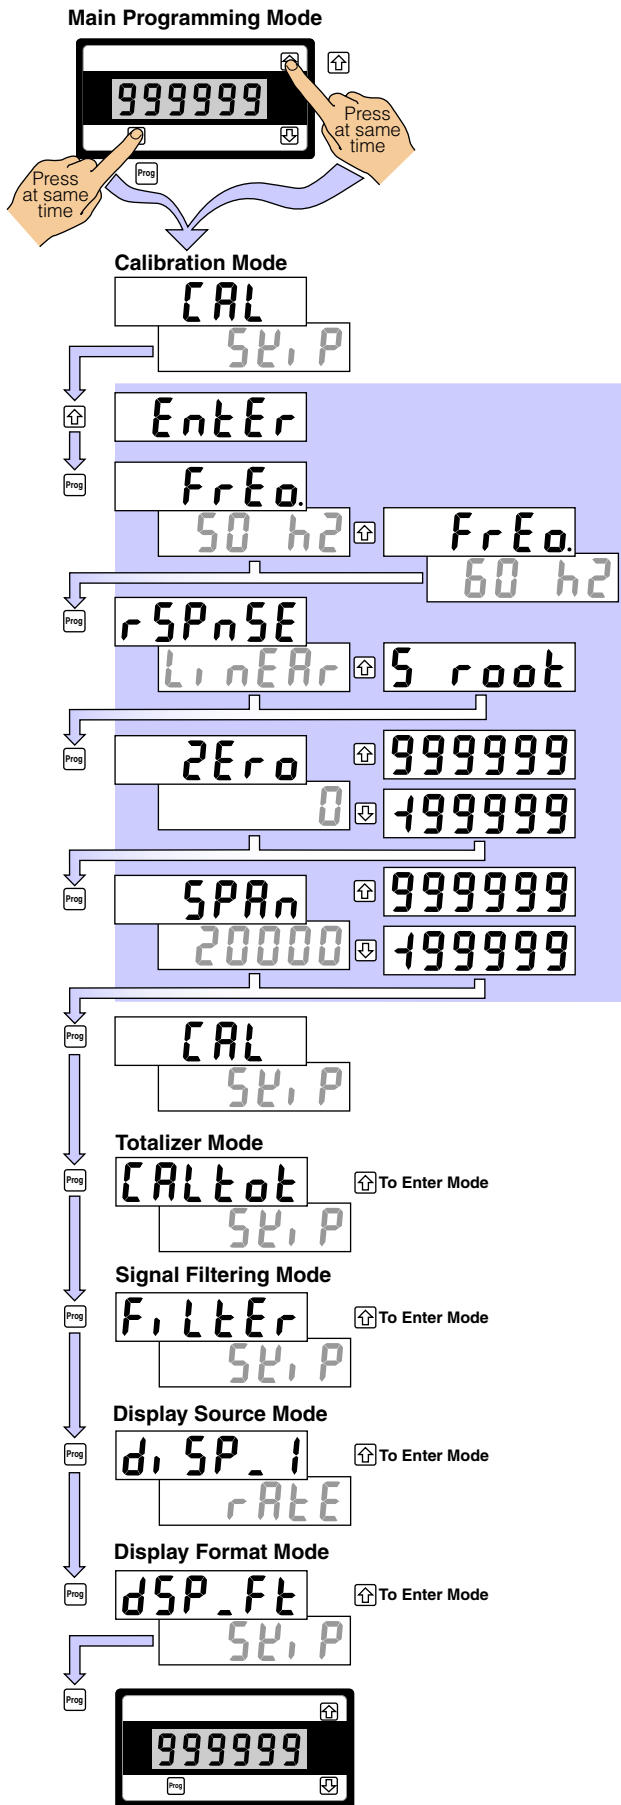 Main Programming Mode
999999
Press
at same
time
Press
at same
time
Prog
Calibration Mode
CAL
SKiP
EntEr
Prog
FrEq.
50 h2
FrEq.
60 h2
Prog
rSPnSE
LinEAr
S root
Prog
2Ero
999999
0
-199999
Prog
SPAn
999999
20000
-199999
Prog
CAL
SKiP
Totalizer Mode
Prog
CALtot
To Enter Mode
SKiP
Signal Filtering Mode
Prog
FiLtEr
To Enter Mode
SKiP
Display Source Mode
Prog
diSP_1
To Enter Mode
rAtE
Display Format Mode
Prog
dSP_Ft
To Enter Mode
SKiP
Prog
999999
Prog